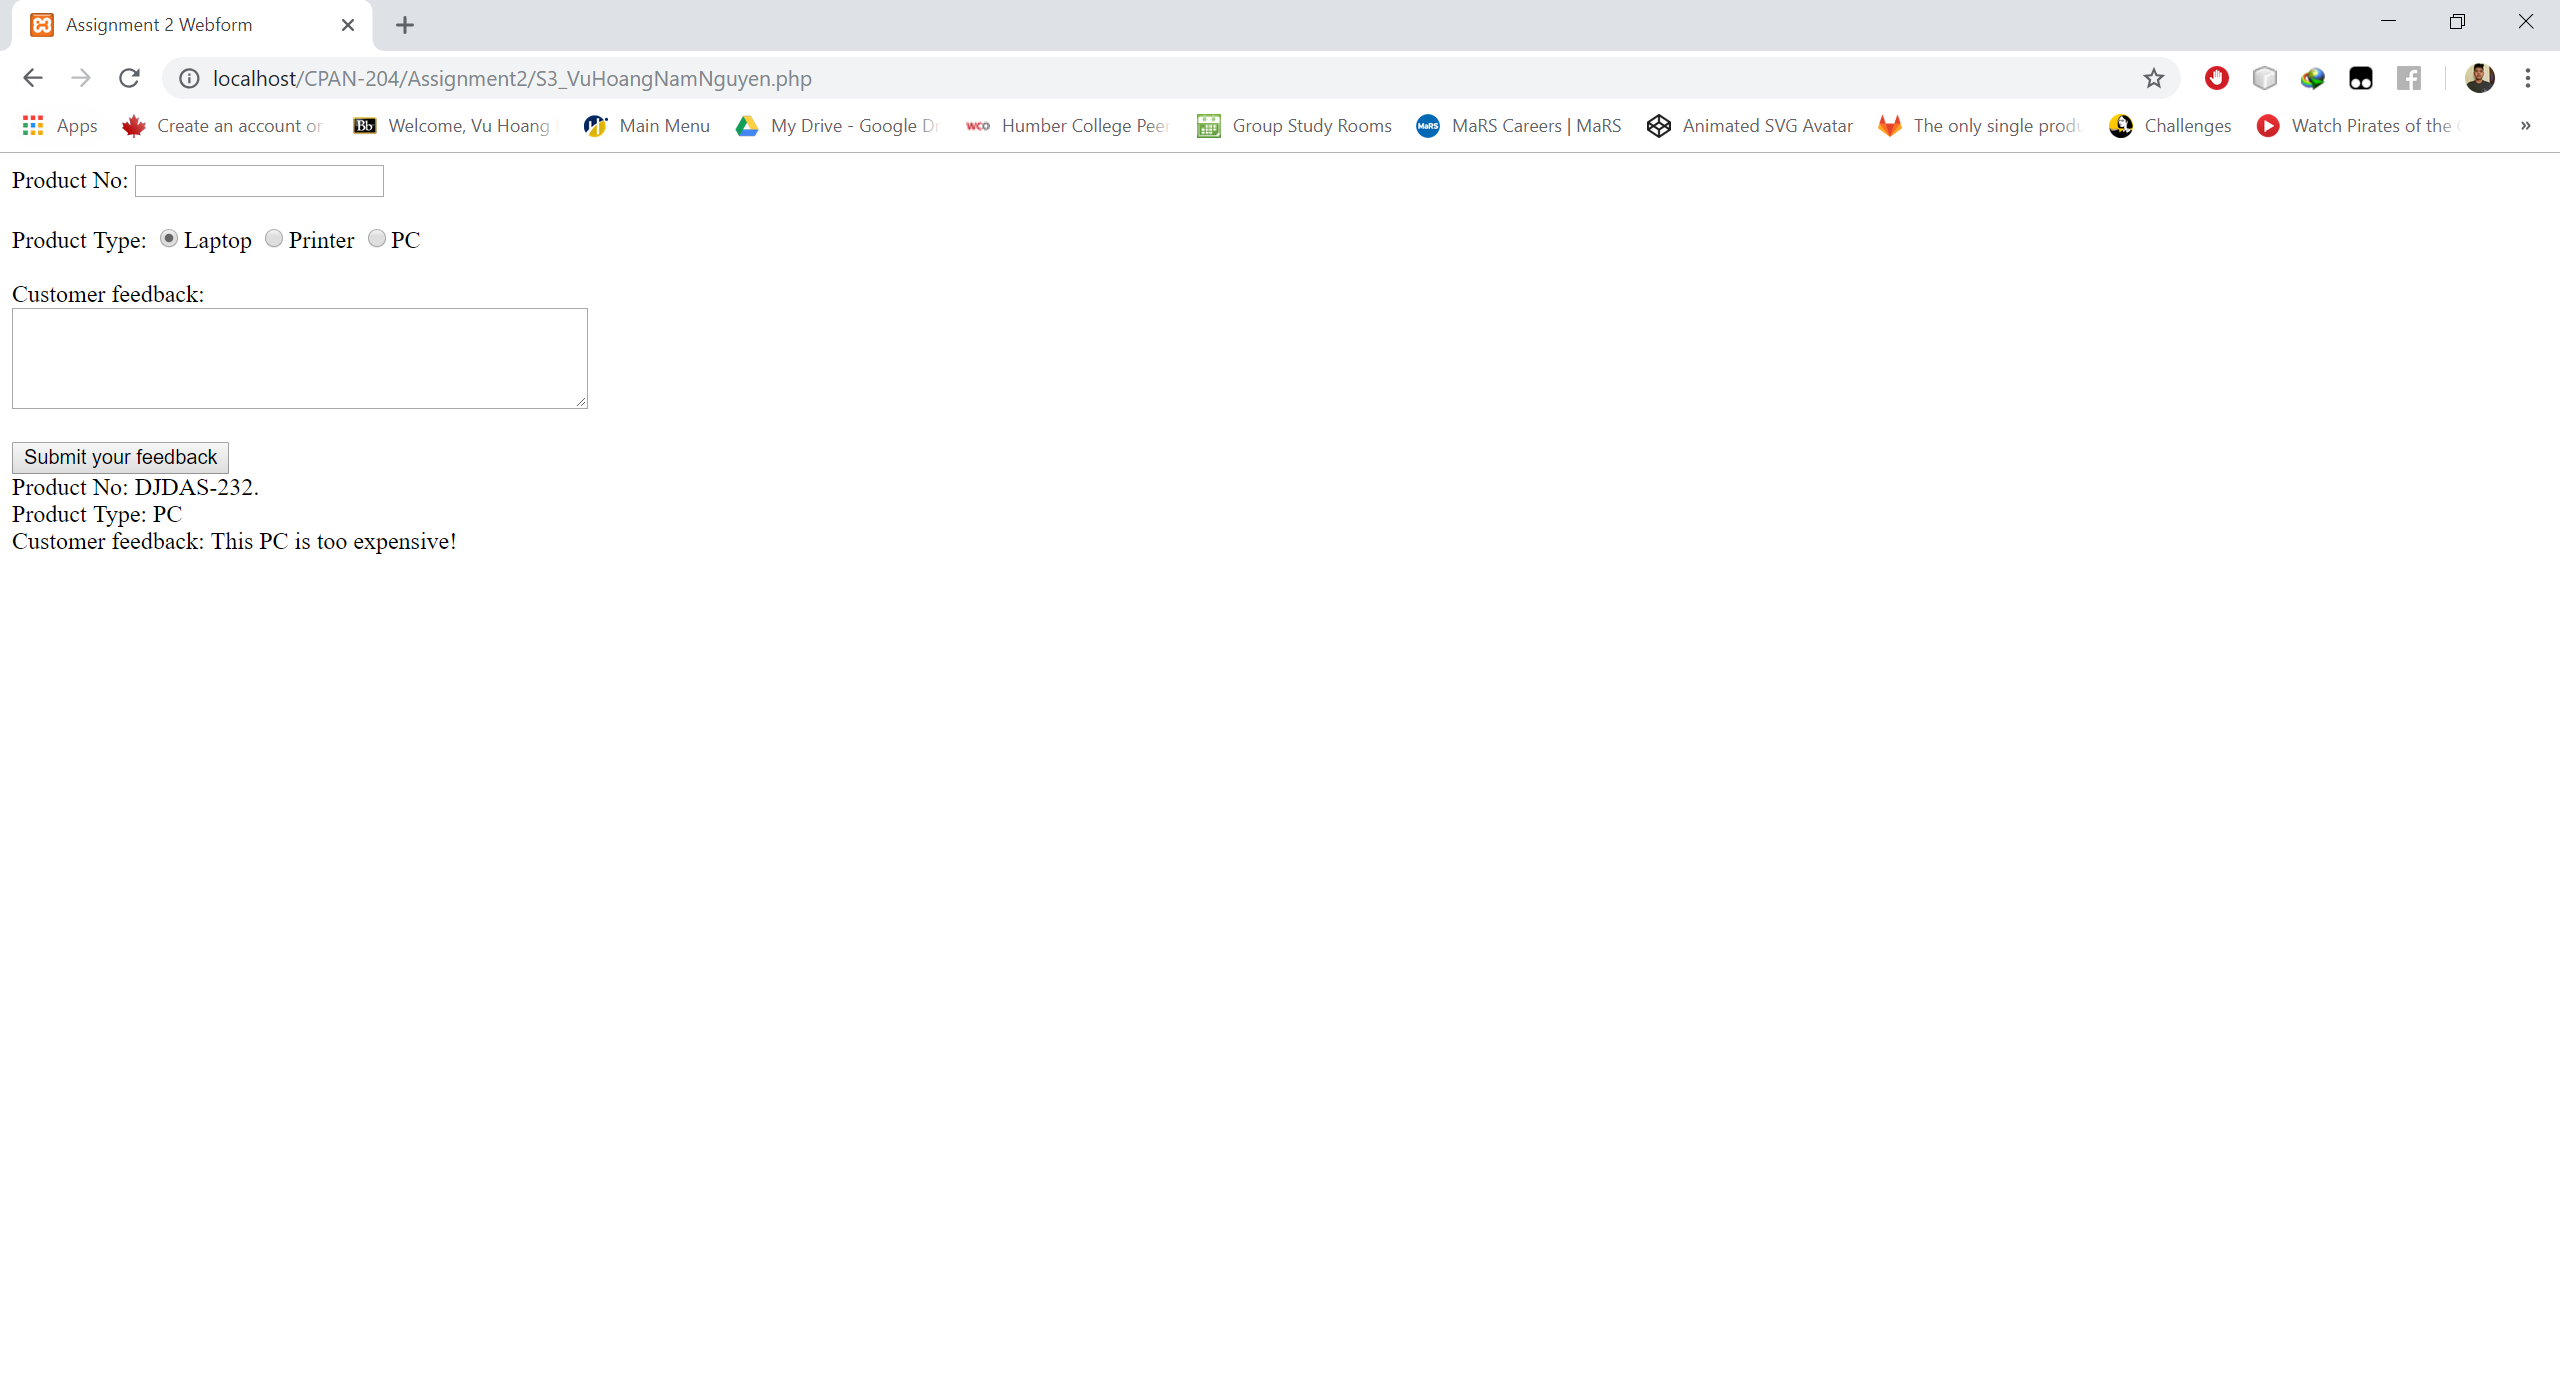 Assignment 2 Webform
localhost/CPAN-204/Assignment2/S3_VuHoangNamNguyen.php
Apps Create an account or Bb Welcome, Vu Hoang Main Menu My Drive - Google Dr WCO Humber College Peer Group Study Rooms MaRS MaRS Careers | MaRS Animated SVG Avatar The only single produ Challenges Watch Pirates of the »
Product No:
Product Type: Laptop Printer PC
Customer feedback:
Submit your feedback
Product No: DJDAS-232.
Product Type: PC
Customer feedback: This PC is too expensive!